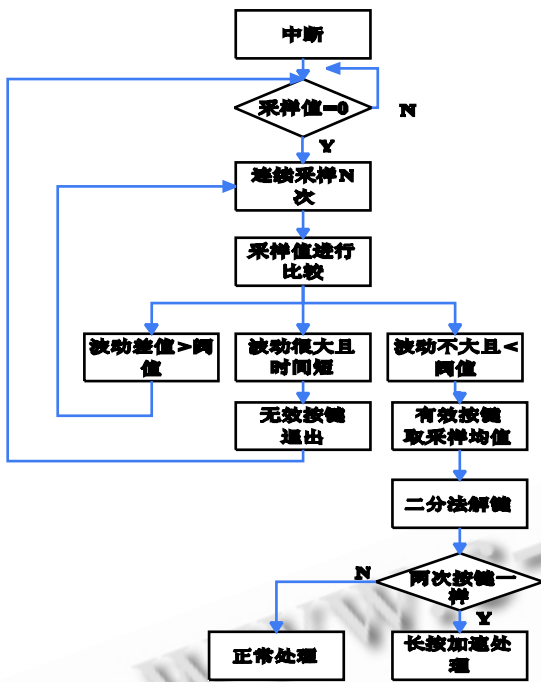 中断
采样值=0
N
Y
连续采样N
次
采样值进行
比较
波动差值>阈
值
波动很大且
时间短
波动不大且<
阈值
无效按键
退出
有效按键
取采样均值
二分法解键
N
两次按键一
样
Y
正常处理
长按加速处
理